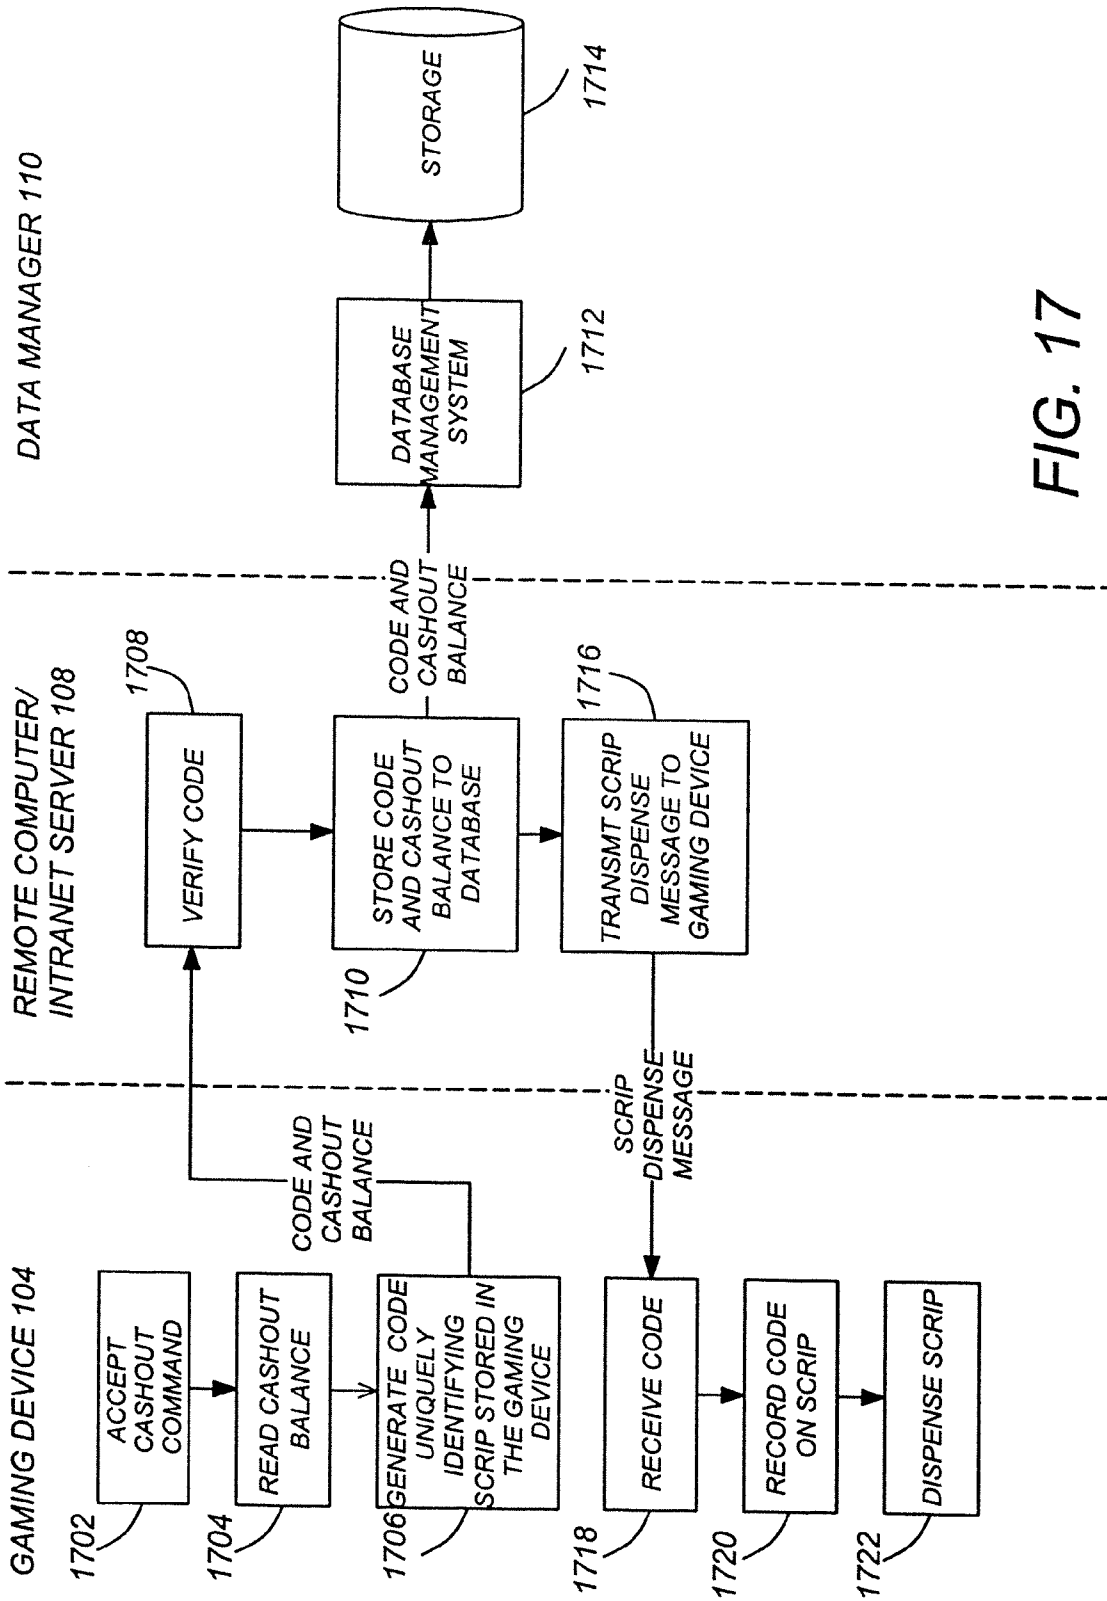 GAMING DEVICE 104
REMOTE COMPUTER/
INTRANET SERVER 108
DATA MANAGER 110
1702
ACCEPT
CASHOUT
COMMAND
1704
READ CASHOUT
BALANCE
1706
GENERATE CODE
UNIQUELY
IDENTIFYING
SCRIP STORED IN
THE GAMING
DEVICE
CODE AND
CASHOUT
BALANCE
1708
VERIFY CODE
1710
STORE CODE
AND CASHOUT
BALANCE TO
DATABASE
CODE AND
CASHOUT
BALANCE
DATABASE
MANAGEMENT
SYSTEM
1712
STORAGE
1714
1716
TRANSMT SCRIP
DISPENSE
MESSAGE TO
GAMING DEVICE
SCRIP
DISPENSE
MESSAGE
1718
RECEIVE CODE
1720
RECORD CODE
ON SCRIP
1722
DISPENSE SCRIP
FIG. 17